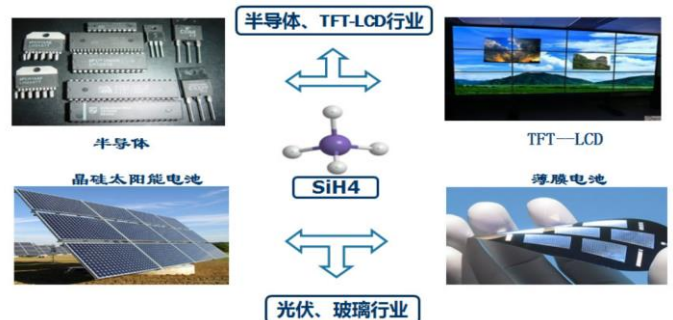 半导体、TFT-LCD行业
半导体
TFT—LCD
晶硅太阳能电池
SiH4
薄膜电池
光伏、玻璃行业